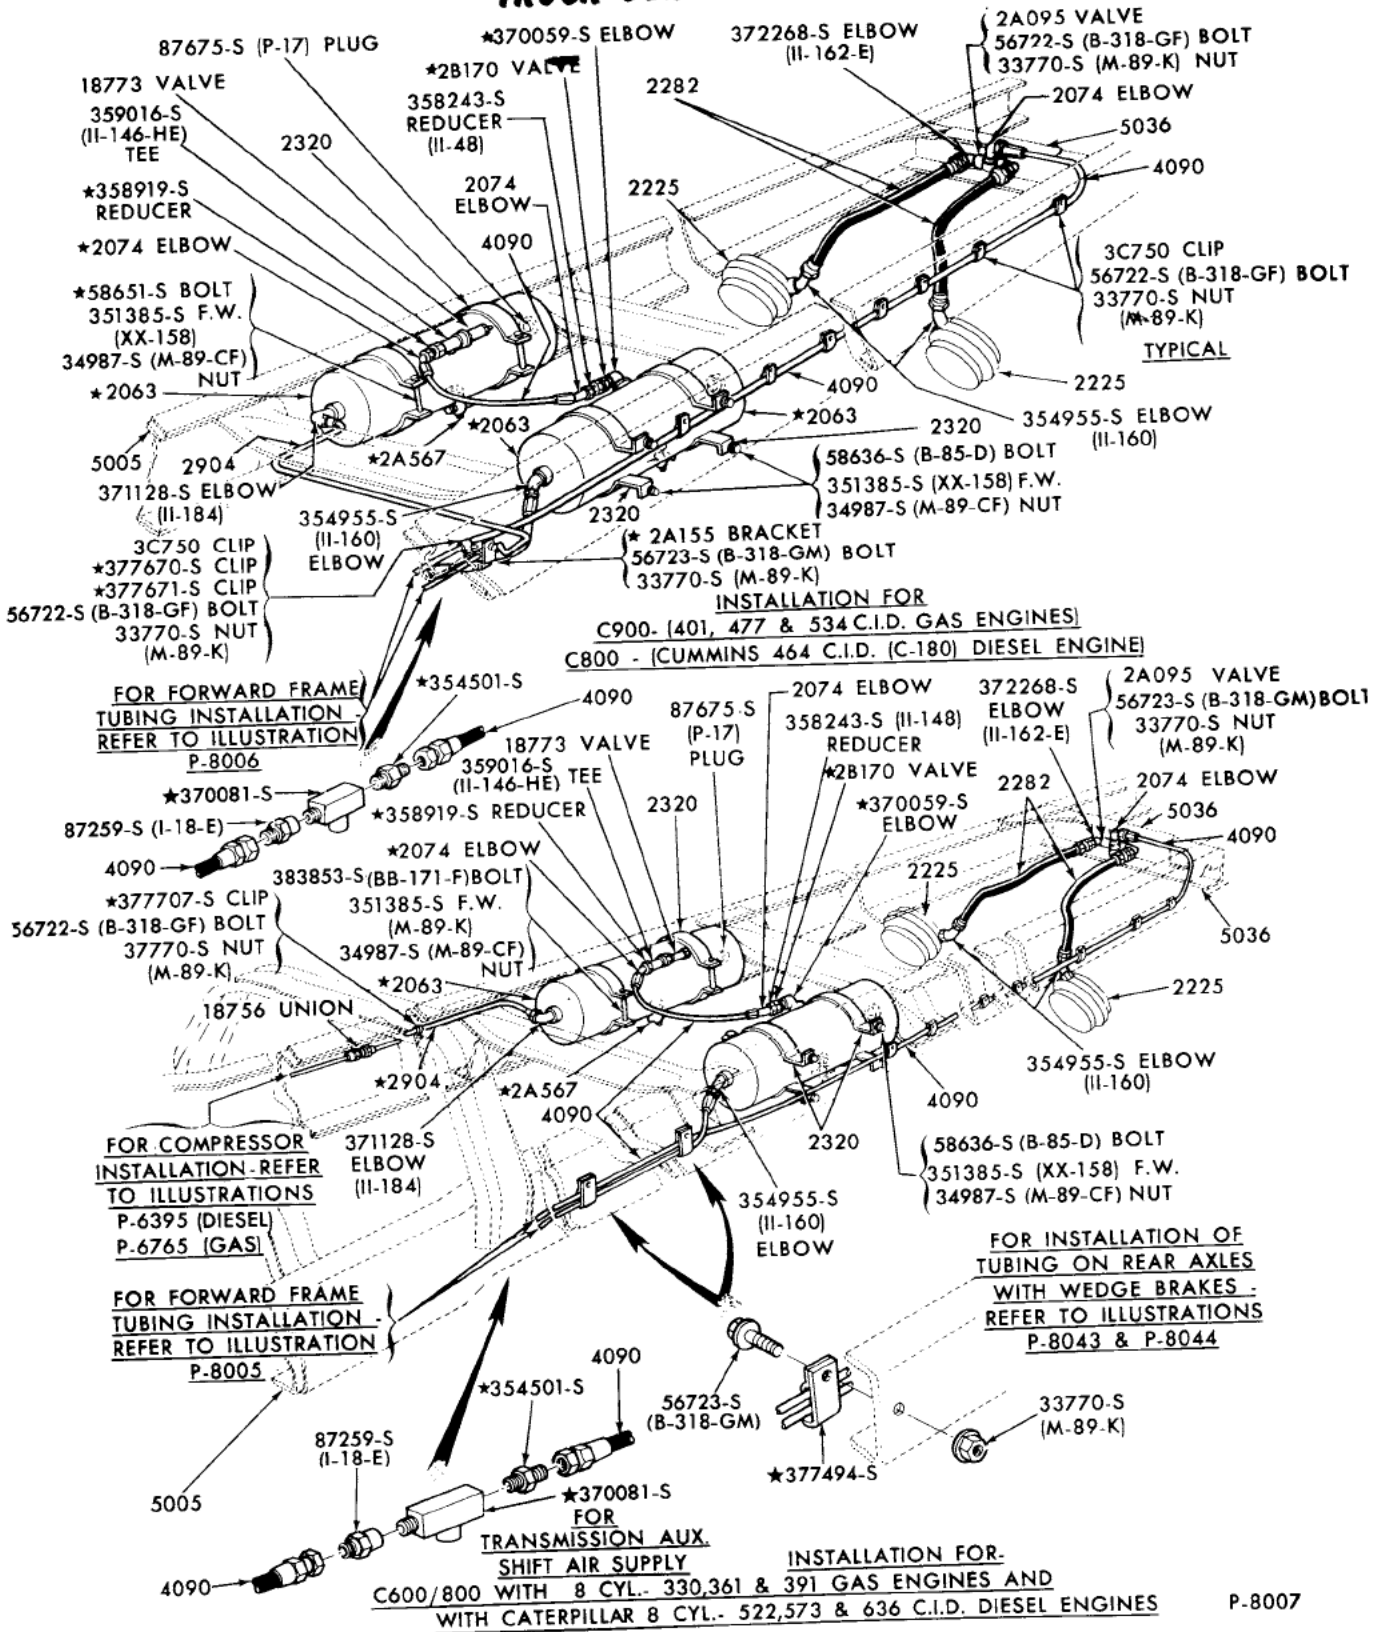 87675-S (P-17) PLUG
18773 VALVE
359016-S
(II-146-HE)
TEE
2320
★358919-S
REDUCER
★2074 ELBOW
★58651-S BOLT
351385-S F.W.
(XX-158)
34987-S (M-89-CF)
NUT
★2063
5005
2904
371128-S ELBOW
(II-184)
★370059-S ELBOW
★2B170 VALVE
358243-S
REDUCER
(II-48)
2074
ELBOW
4090
372268-S ELBOW
(II-162-E)
2282
2225
2A095 VALVE
56722-S (B-318-GF) BOLT
33770-S (M-89-K) NUT
2074 ELBOW
5036
4090
3C750 CLIP
56722-S (B-318-GF) BOLT
33770-S NUT
(M-89-K)
TYPICAL
2225
4090
★2063
354955-S ELBOW
(II-160)
2320
★2063
★2A567
58636-S (B-85-D) BOLT
351385-S (XX-158) F.W.
34987-S (M-89-CF) NUT
2320
354955-S
(II-160)
ELBOW
3C750 CLIP
★377670-S CLIP
★377671-S CLIP
56722-S (B-318-GF) BOLT
33770-S NUT
(M-89-K)
★ 2A155 BRACKET
56723-S (B-318-GM) BOLT
33770-S (M-89-K)
INSTALLATION FOR
C900- (401, 477 & 534 C.I.D. GAS ENGINES)
C800 - (CUMMINS 464 C.I.D. (C-180) DIESEL ENGINE)
FOR FORWARD FRAME
TUBING INSTALLATION -
REFER TO ILLUSTRATION
P-8006
★354501-S
4090
★370081-S
87259-S (I-18-E)
4090
18773 VALVE
359016-S
(II-146-HE) TEE
★358919-S REDUCER
★2074 ELBOW
383853-S (BB-171-F) BOLT
351385-S F.W.
(M-89-K)
34987-S (M-89-CF)
NUT
★2063
87675-S
(P-17)
PLUG
2320
2074 ELBOW
358243-S (II-148)
REDUCER
★2B170 VALVE
★370059-S
ELBOW
372268-S
ELBOW
(II-162-E)
2282
2A095 VALVE
56723-S (B-318-GM) BOLT
33770-S NUT
(M-89-K)
2074 ELBOW
5036
4090
5036
2225
2225
354955-S ELBOW
(II-160)
★377707-S CLIP
56722-S (B-318-GF) BOLT
37770-S NUT
(M-89-K)
18756 UNION
★2904
371128-S
ELBOW
(II-184)
★2A567
4090
2320
4090
58636-S (B-85-D) BOLT
351385-S (XX-158) F.W.
34987-S (M-89-CF) NUT
354955-S
(II-160)
ELBOW
FOR COMPRESSOR
INSTALLATION-REFER
TO ILLUSTRATIONS
P-6395 (DIESEL)
P-6765 (GAS)
FOR FORWARD FRAME
TUBING INSTALLATION -
REFER TO ILLUSTRATION
P-8005
5005
FOR INSTALLATION OF
TUBING ON REAR AXLES
WITH WEDGE BRAKES -
REFER TO ILLUSTRATIONS
P-8043 & P-8044
56723-S
(B-318-GM)
33770-S
(M-89-K)
★377494-S
87259-S
(I-18-E)
★354501-S
4090
4090
★370081-S
FOR
TRANSMISSION AUX.
SHIFT AIR SUPPLY
INSTALLATION FOR-
C600/800 WITH 8 CYL.- 330,361 & 391 GAS ENGINES AND
WITH CATERPILLAR 8 CYL.- 522,573 & 636 C.I.D. DIESEL ENGINES
P-8007